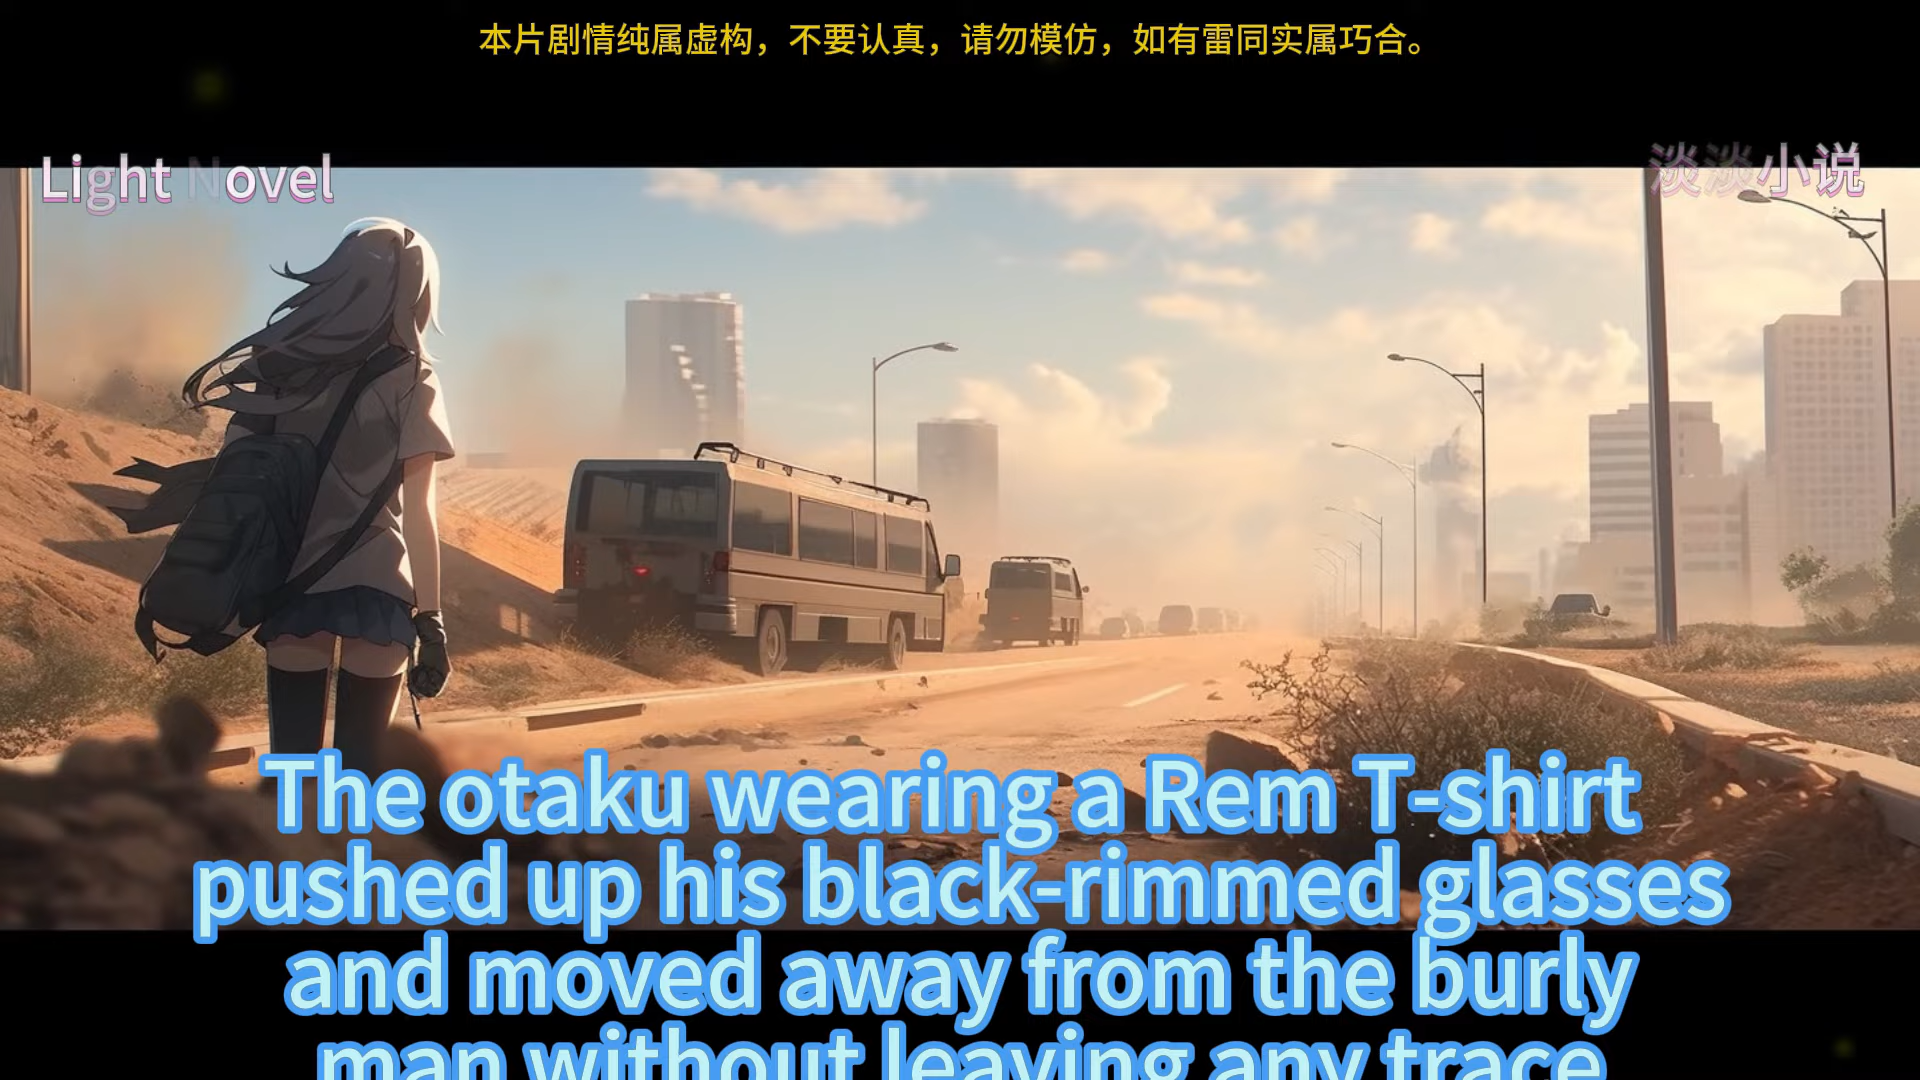 本片剧情纯属虚构，不要认真，请勿模仿，如有雷同实属巧合。
Light Novel
淡淡小说
The otaku wearing a Rem T-shirt
pushed up his black-rimmed glasses
and moved away from the burly
man without leaving any trace